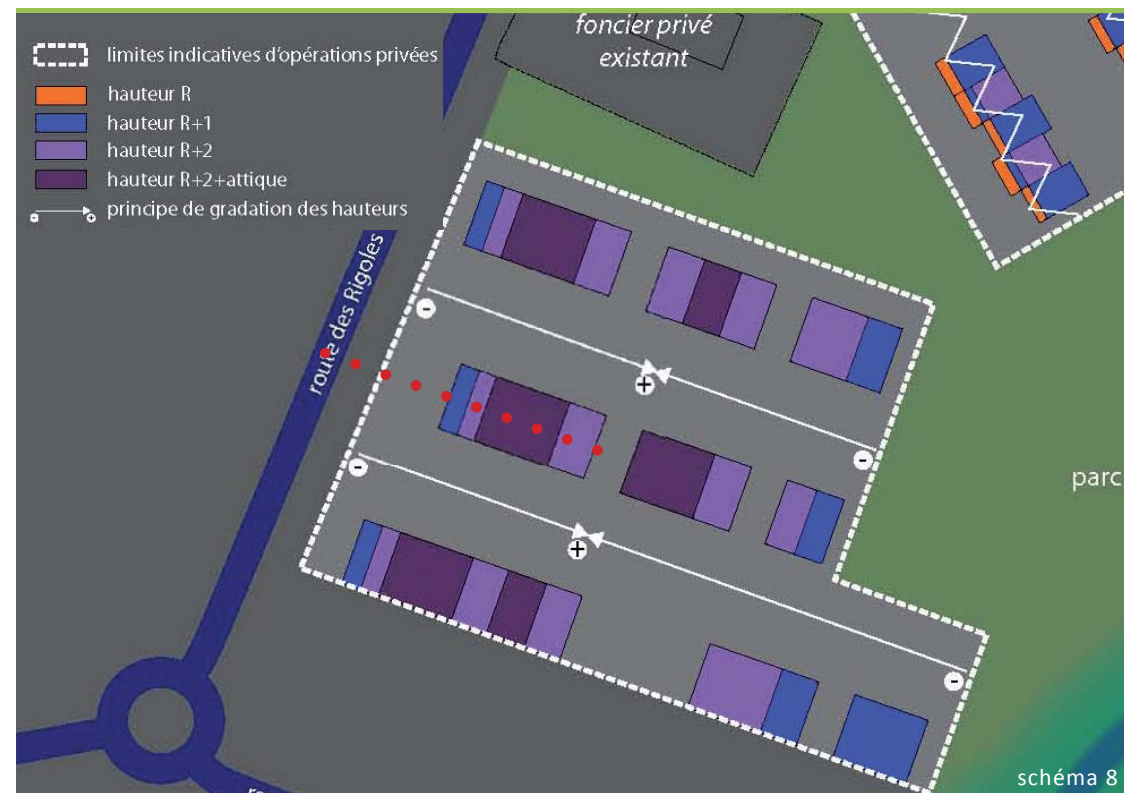 foncier privé
existant
limites indicatives d'opérations privées
hauteur R
hauteur R+1
hauteur R+2
hauteur R+2+attique
principe de gradation des hauteurs
route des Rigoles
parc
schéma 8